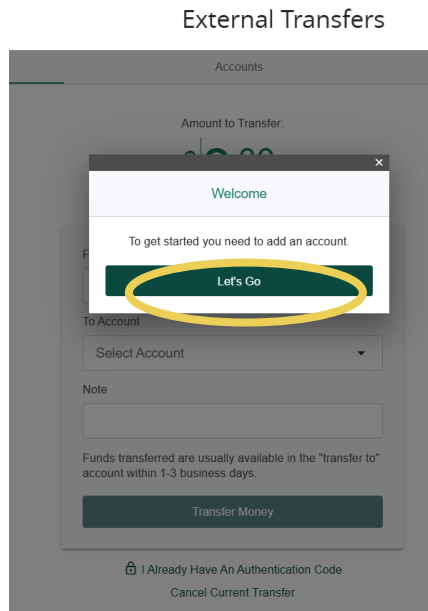 External Transfers
Accounts
Amount to Transfer:
Welcome
To get started you need to add an account.
Let's Go
To Account
Select Account
Note
Funds transferred are usually available in the "transfer to"
account within 1-3 business days.
Transfer Money
I Already Have An Authentication Code
Cancel Current Transfer